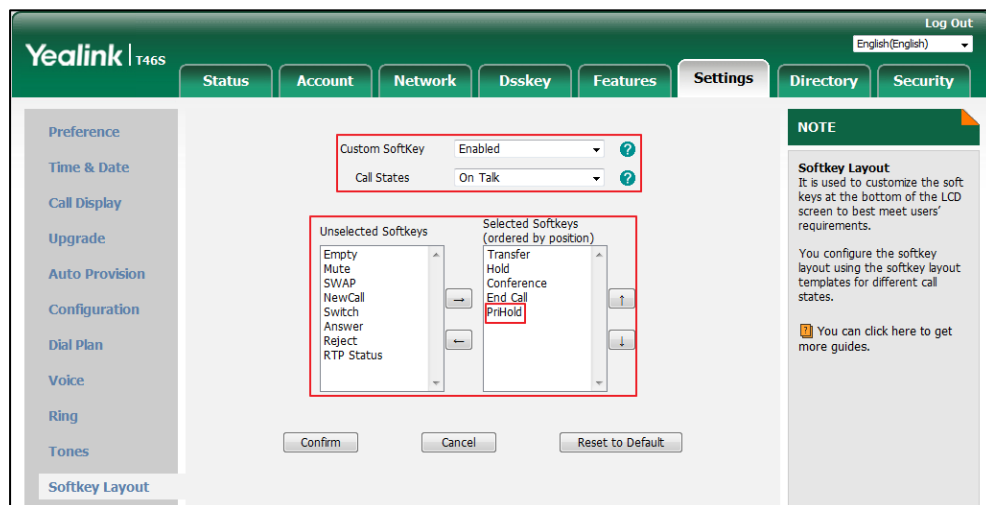 Log Out
Yealink T46S
English(English)
Status Account Network Dsskey Features Settings Directory Security
Preference
Time & Date
Call Display
Upgrade
Auto Provision
Configuration
Dial Plan
Voice
Ring
Tones
Softkey Layout
Custom SoftKey Enabled ?
Call States On Talk ?
Unselected Softkeys
Empty
Mute
SWAP
NewCall
Switch
Answer
Reject
RTP Status
→
←
Selected Softkeys
(ordered by position)
Transfer
Hold
Conference
End Call
PriHold
↑
↓
Confirm Cancel Reset to Default
NOTE
Softkey Layout
It is used to customize the soft
keys at the bottom of the LCD
screen to best meet users'
requirements.
You configure the softkey
layout using the softkey layout
templates for different call
states.
? You can click here to get
more guides.